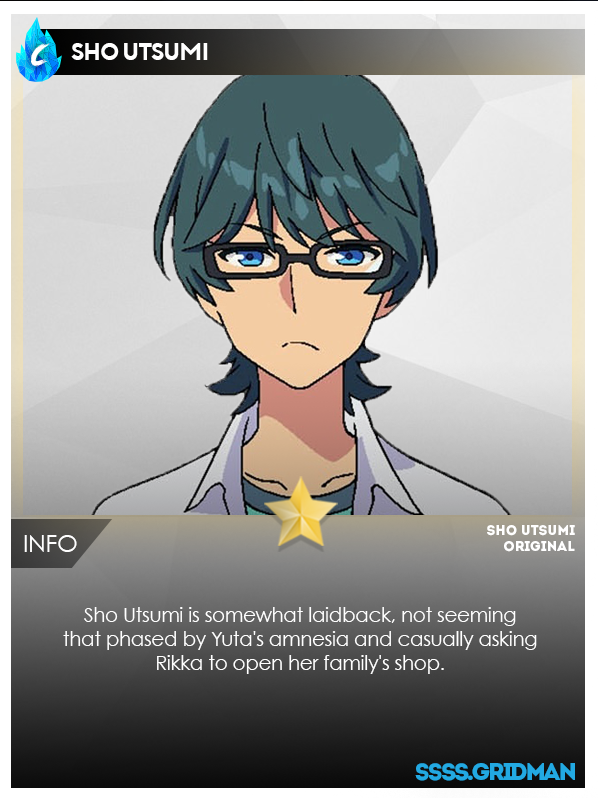 C
SHO UTSUMI
INFO
SHO UTSUMI
ORIGINAL
Sho Utsumi is somewhat laidback, not seeming
that phased by Yuta's amnesia and casually asking
Rikka to open her family's shop.
SSSS.GRIDMAN